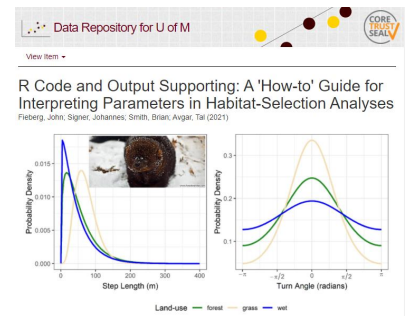 Data Repository for U of M
CORE
TRUST
SEAL
View Item
R Code and Output Supporting: A 'How-to' Guide for
Interpreting Parameters in Habitat-Selection Analyses
Fieberg, John; Signer, Johannes; Smith, Brian; Avgar, Tal (2021)
Probability Density
0.015
0.010
0.005
0.000
0
100
200
300
400
Step Length (m)
Probability Density
0.3
0.2
0.1
−π
−π/2
0
π/2
π
Turn Angle (radians)
Land-use forest grass wet